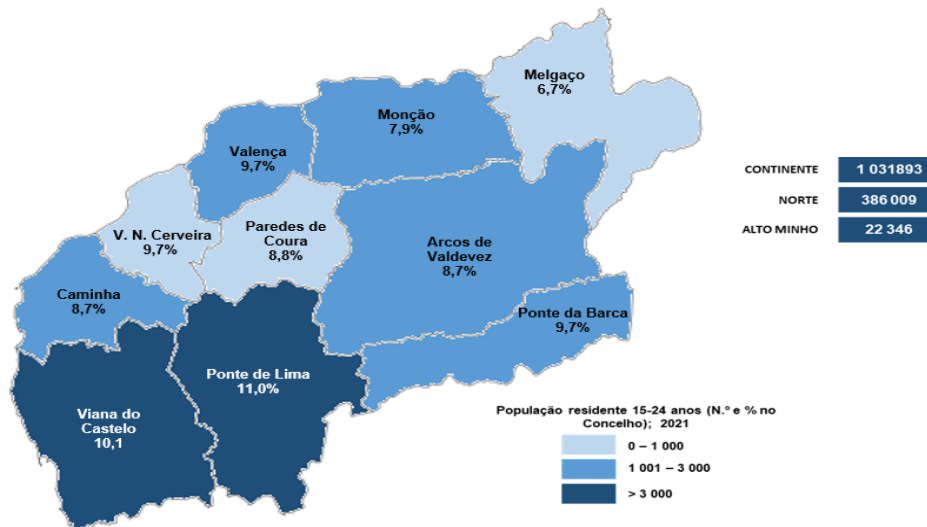 Melgaço
6,7%
Monção
7,9%
Valença
9,7%
V. N. Cerveira
9,7%
Paredes de
Coura
8,8%
Arcos de
Valdevez
8,7%
Caminha
8,7%
Ponte da Barca
9,7%
Ponte de Lima
11,0%
Viana do
Castelo
10,1
CONTINENTE 1 031893
NORTE 386 009
ALTO MINHO 22 346
População residente 15-24 anos (N.º e % no
Concelho); 2021
0 – 1 000
1 001 – 3 000
> 3 000